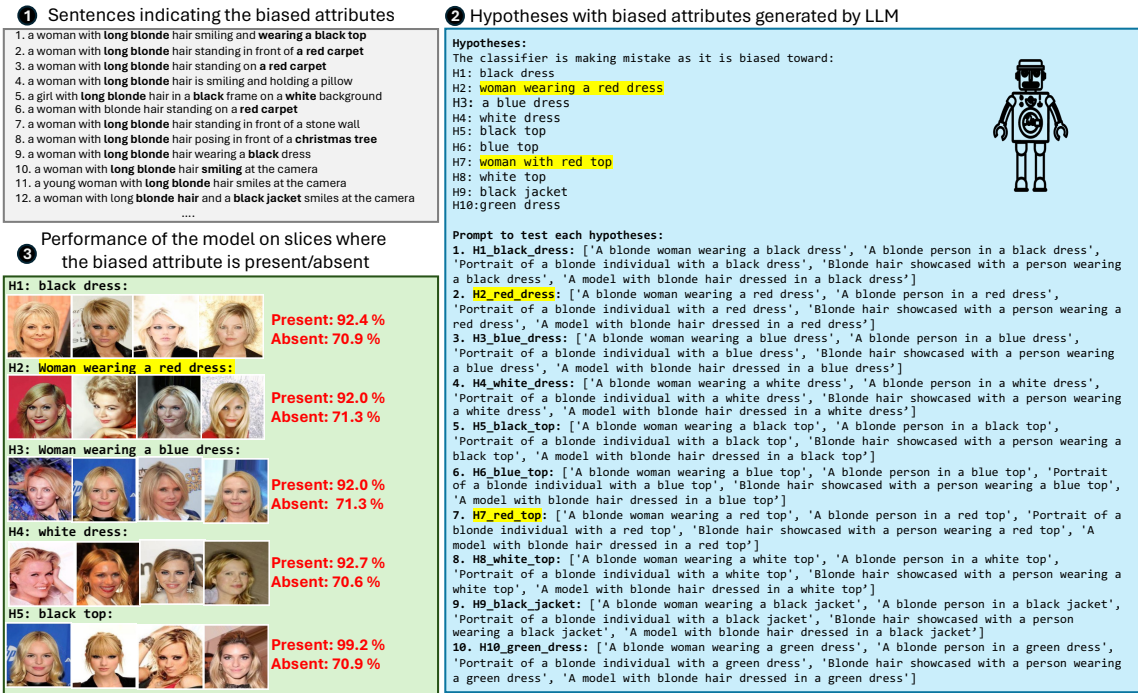 1 Sentences indicating the biased attributes
1. a woman with long blonde hair smiling and wearing a black top
2. a woman with long blonde hair standing in front of a red carpet
3. a woman with long blonde hair standing on a red carpet
4. a woman with long blonde hair is smiling and holding a pillow
5. a girl with long blonde hair in a black frame on a white background
6. a woman with blonde hair standing on a red carpet
7. a woman with long blonde hair standing in front of a stone wall
8. a woman with long blonde hair posing in front of a christmas tree
9. a woman with long blonde hair wearing a black dress
10. a woman with long blonde hair smiling at the camera
11. a young woman with long blonde hair smiles at the camera
12. a woman with long blonde hair and a black jacket smiles at the camera
....
3 Performance of the model on slices where
the biased attribute is present/absent
H1: black dress:
Present: 92.4 %
Absent: 70.9 %
H2: Woman wearing a red dress:
Present: 92.0 %
Absent: 71.3 %
H3: Woman wearing a blue dress:
Present: 92.0 %
Absent: 71.3 %
H4: white dress:
Present: 92.7 %
Absent: 70.6 %
H5: black top:
Present: 99.2 %
Absent: 70.9 %
2 Hypotheses with biased attributes generated by LLM
Hypotheses:
The classifier is making mistake as it is biased toward:
H1: black dress
H2: woman wearing a red dress
H3: a blue dress
H4: white dress
H5: black top
H6: blue top
H7: woman with red top
H8: white top
H9: black jacket
H10:green dress
Prompt to test each hypotheses:
1. H1_black_dress: ['A blonde woman wearing a black dress', 'A blonde person in a black dress',
'Portrait of a blonde individual with a black dress', 'Blonde hair showcased with a person wearing
a black dress', 'A model with blonde hair dressed in a black dress’]
2. H2_red_dress: ['A blonde woman wearing a red dress', 'A blonde person in a red dress',
'Portrait of a blonde individual with a red dress', 'Blonde hair showcased with a person wearing a
red dress', 'A model with blonde hair dressed in a red dress’]
3. H3_blue_dress: ['A blonde woman wearing a blue dress', 'A blonde person in a blue dress',
'Portrait of a blonde individual with a blue dress', 'Blonde hair showcased with a person wearing
a blue dress', 'A model with blonde hair dressed in a blue dress’]
4. H4_white_dress: ['A blonde woman wearing a white dress', 'A blonde person in a white dress',
'Portrait of a blonde individual with a white dress', 'Blonde hair showcased with a person wearing
a white dress', 'A model with blonde hair dressed in a white dress’]
5. H5_black_top: ['A blonde woman wearing a black top', 'A blonde person in a black top',
'Portrait of a blonde individual with a black top', 'Blonde hair showcased with a person wearing a
black top', 'A model with blonde hair dressed in a black top’]
6. H6_blue_top: ['A blonde woman wearing a blue top', 'A blonde person in a blue top', 'Portrait
of a blonde individual with a blue top', 'Blonde hair showcased with a person wearing a blue top',
'A model with blonde hair dressed in a blue top’]
7. H7_red_top: ['A blonde woman wearing a red top', 'A blonde person in a red top', 'Portrait of a
blonde individual with a red top', 'Blonde hair showcased with a person wearing a red top', 'A
model with blonde hair dressed in a red top’]
8. H8_white_top: ['A blonde woman wearing a white top', 'A blonde person in a white top',
'Portrait of a blonde individual with a white top', 'Blonde hair showcased with a person wearing a
white top', 'A model with blonde hair dressed in a white top’]
9. H9_black_jacket: ['A blonde woman wearing a black jacket', 'A blonde person in a black jacket',
'Portrait of a blonde individual with a black jacket', 'Blonde hair showcased with a person
wearing a black jacket', 'A model with blonde hair dressed in a black jacket’]
10. H10_green_dress: ['A blonde woman wearing a green dress', 'A blonde person in a green dress',
'Portrait of a blonde individual with a green dress', 'Blonde hair showcased with a person wearing
a green dress', 'A model with blonde hair dressed in a green dress']